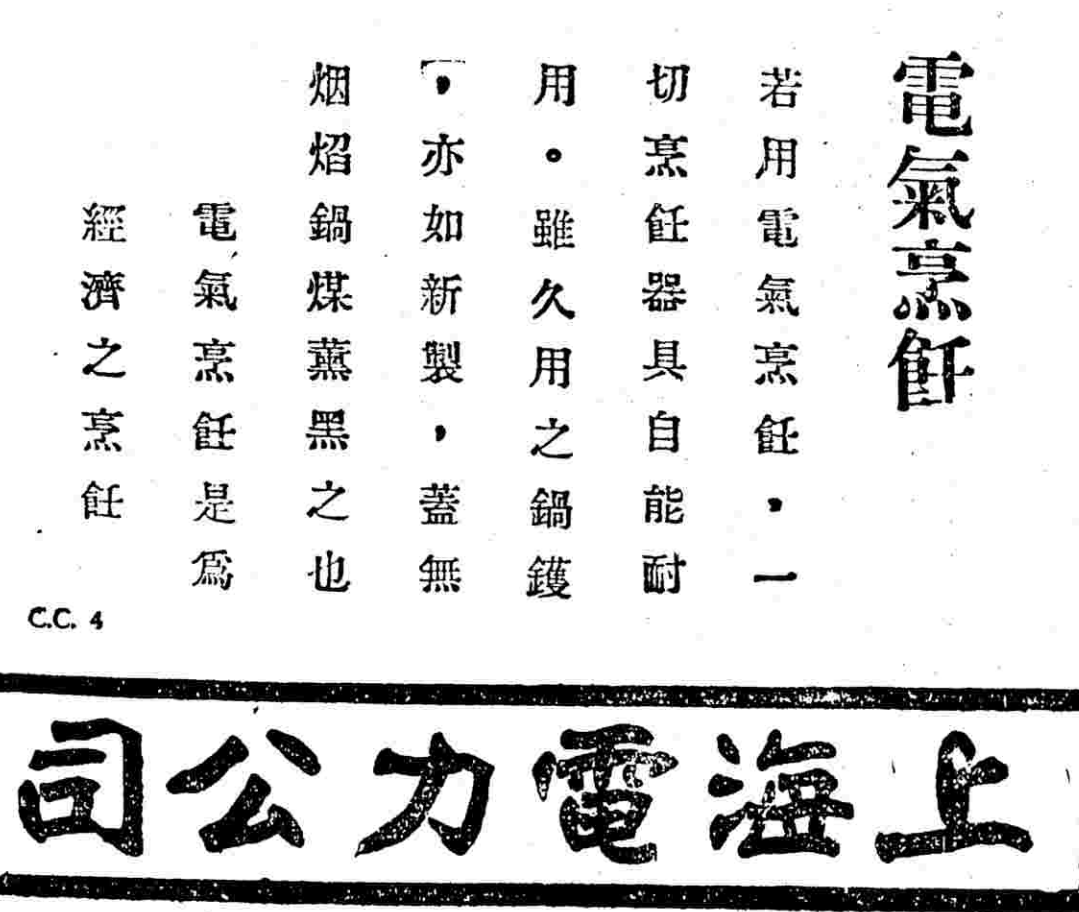 電氣烹飪
若用電氣烹飪，一
切烹飪器具自能耐
用。雖久用之鍋鑊
，亦如新製，蓋無
烟焰鍋煤薰黑之也
電氣烹飪是爲
經濟之烹飪
C.C. 4
上海電力公司